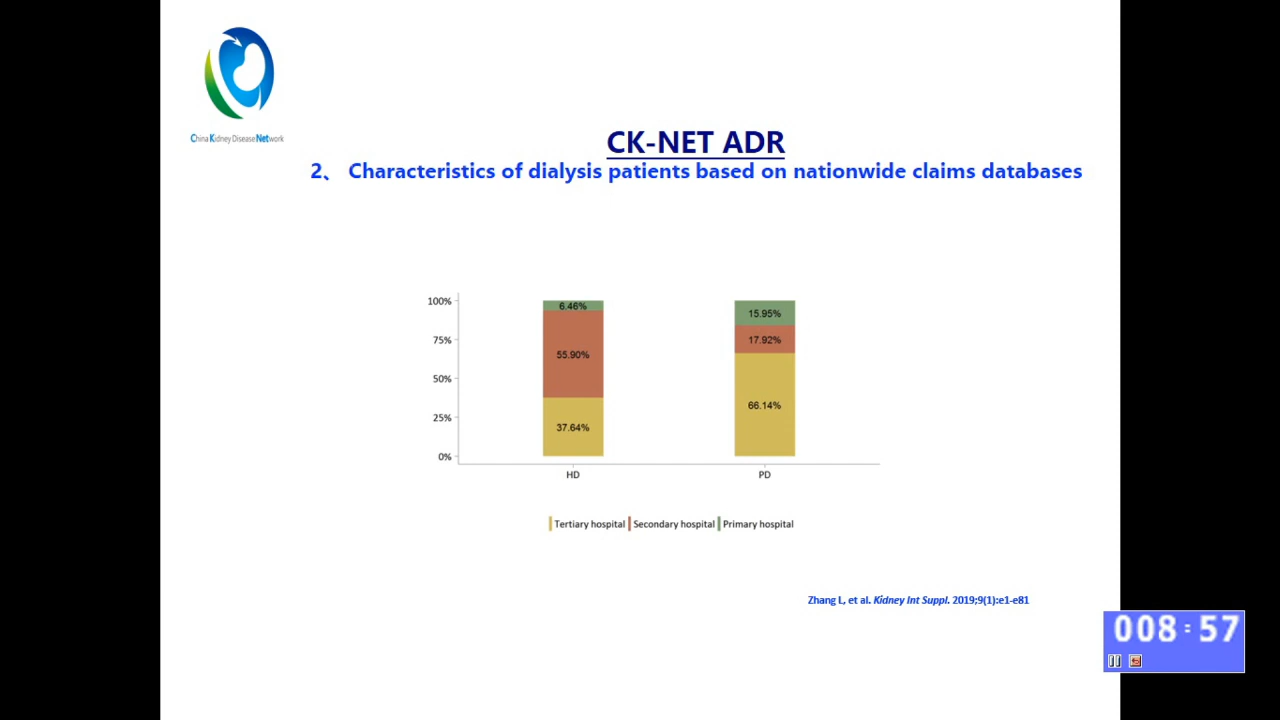 China Kidney Disease Network
CK-NET ADR
2、 Characteristics of dialysis patients based on nationwide claims databases
100%
75%
50%
25%
0%
6.46%
55.90%
37.64%
15.95%
17.92%
66.14%
HD
PD
Tertiary hospital
Secondary hospital
Primary hospital
Zhang L, et al. Kidney Int Suppl. 2019;9(1):e1-e81
008:57